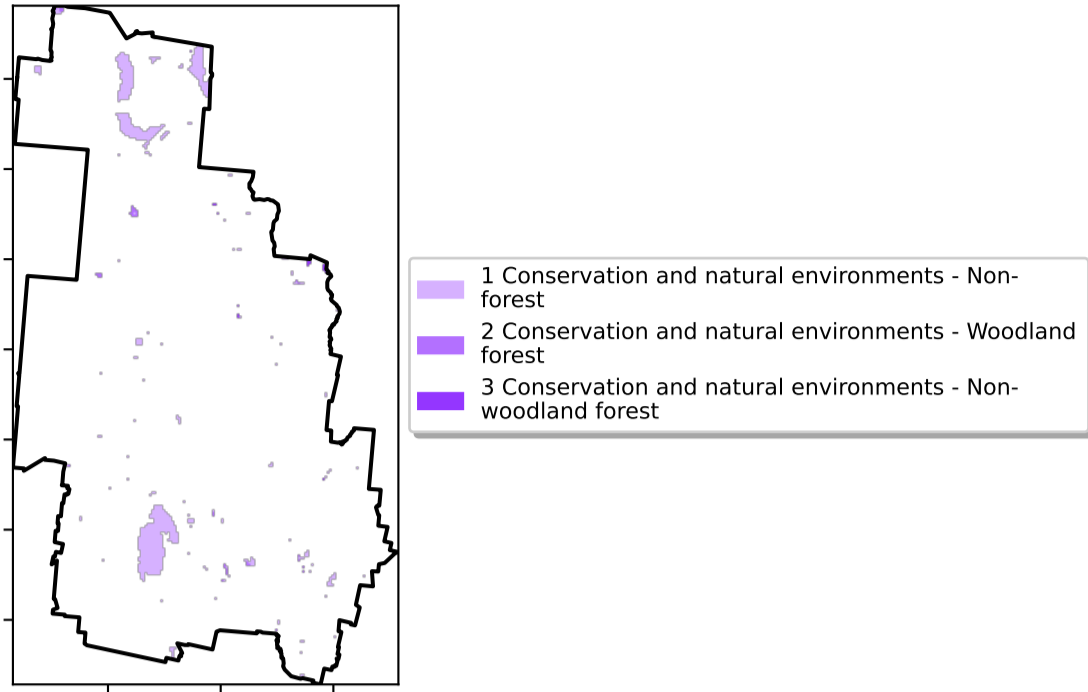 1 Conservation and natural environments - Non-
forest
2 Conservation and natural environments - Woodland
forest
3 Conservation and natural environments - Non-
woodland forest